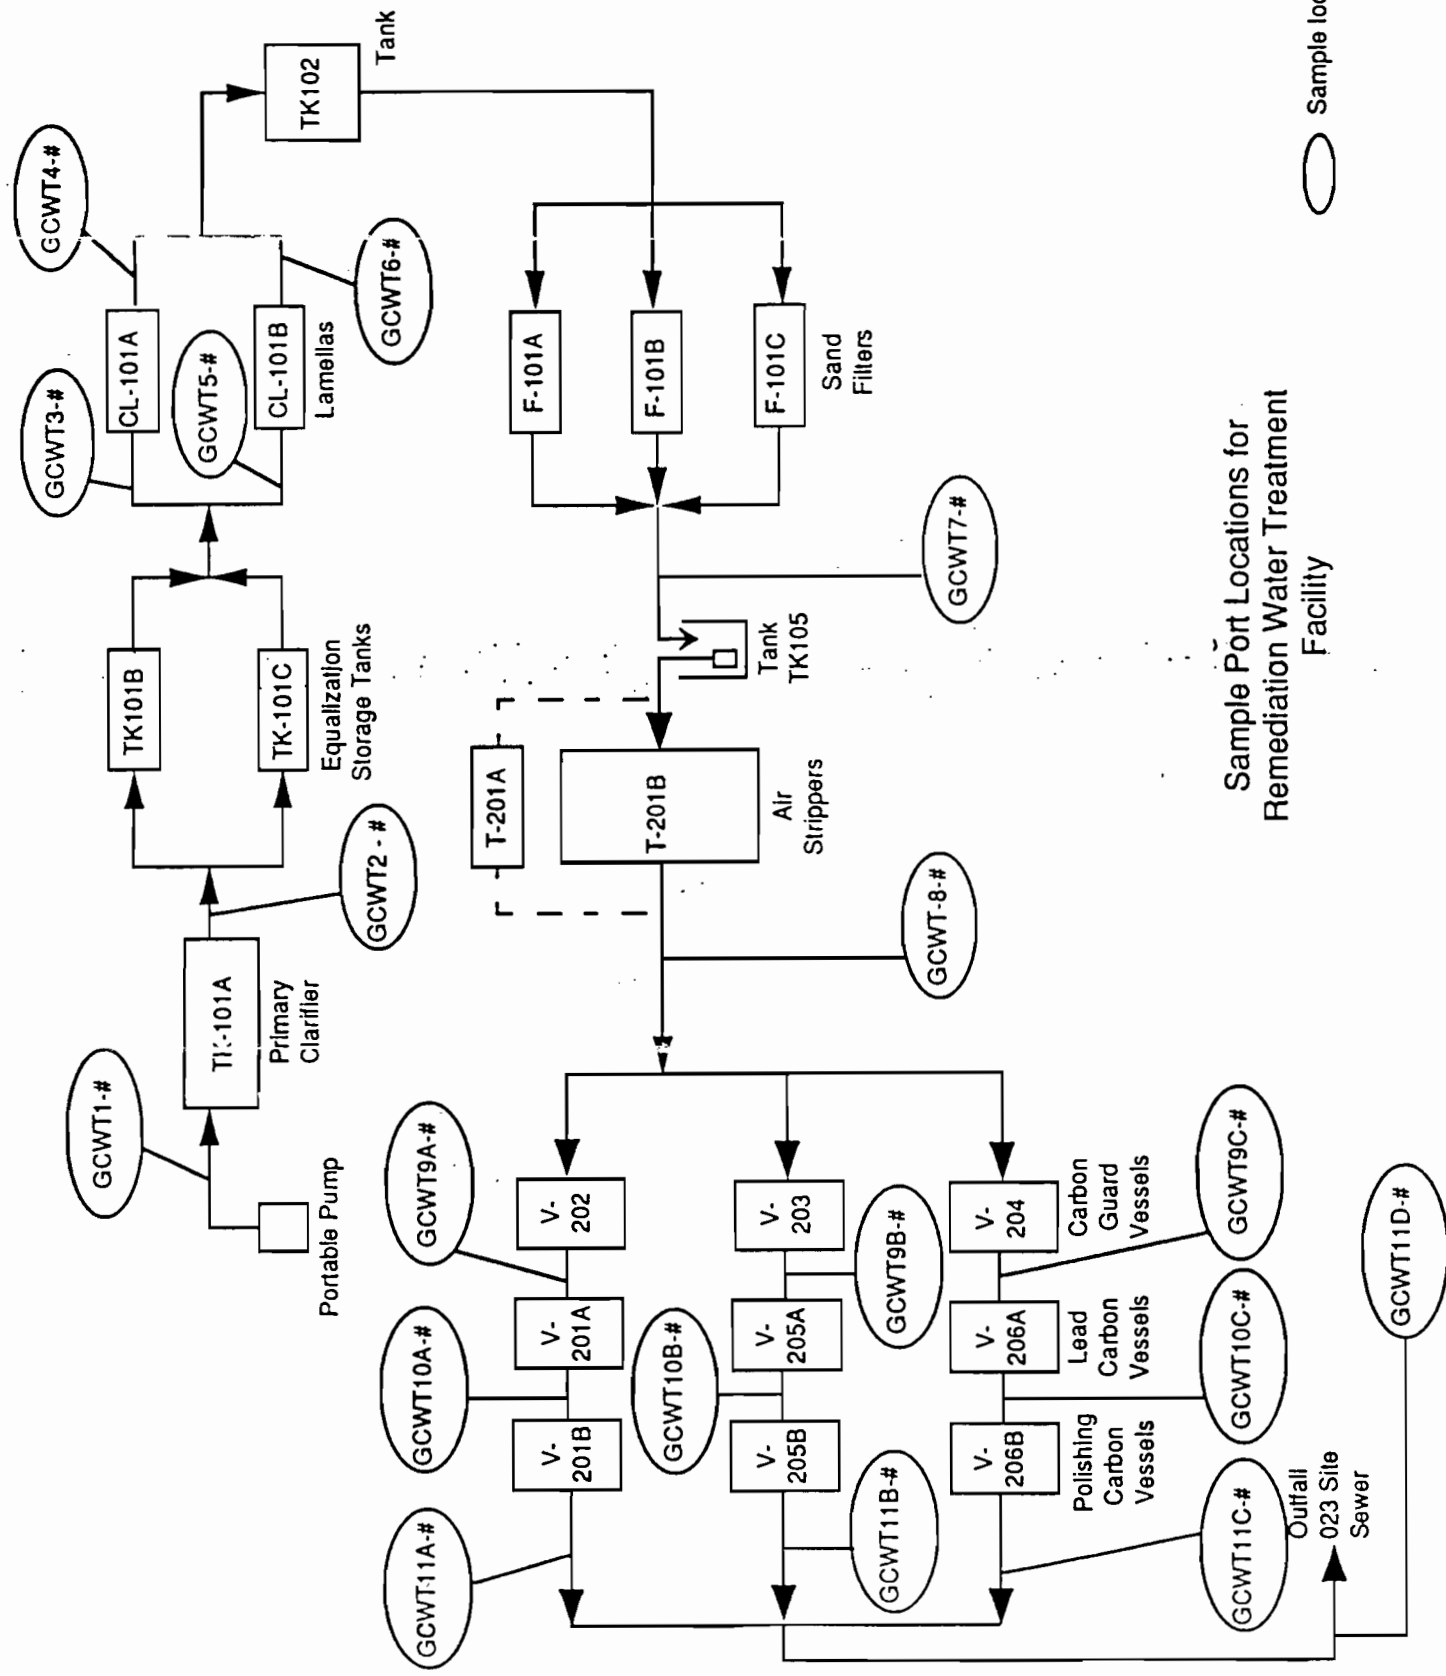 GCWT1-#
Portable Pump
TK-101A
Primary
Clarifier
GCWT2 - #
TK101B
TK-101C
Equalization
Storage Tanks
GCWT3-#
GCWT5-#
CL-101A
CL-101B
Lamellas
GCWT4-#
GCWT6-#
TK102
Tank
F-101A
F-101B
F-101C
Sand
Filters
GCWT7-#
Tank
TK105
T-201A
T-201B
Air
Strippers
GCWT-8-#
V-
202
V-
203
V-
204
Carbon
Guard
Vessels
GCWT9A-#
GCWT9B-#
GCWT9C-#
V-
201A
V-
205A
V-
206A
Lead
Carbon
Vessels
GCWT10A-#
GCWT10B-#
GCWT10C-#
V-
201B
V-
205B
V-
206B
Polishing
Carbon
Vessels
GCWT11A-#
GCWT11B-#
GCWT11C-#
Outfall
023 Site
Sewer
GCWT11D-#
Sample Port Locations for
Remediation Water Treatment
Facility
Sample